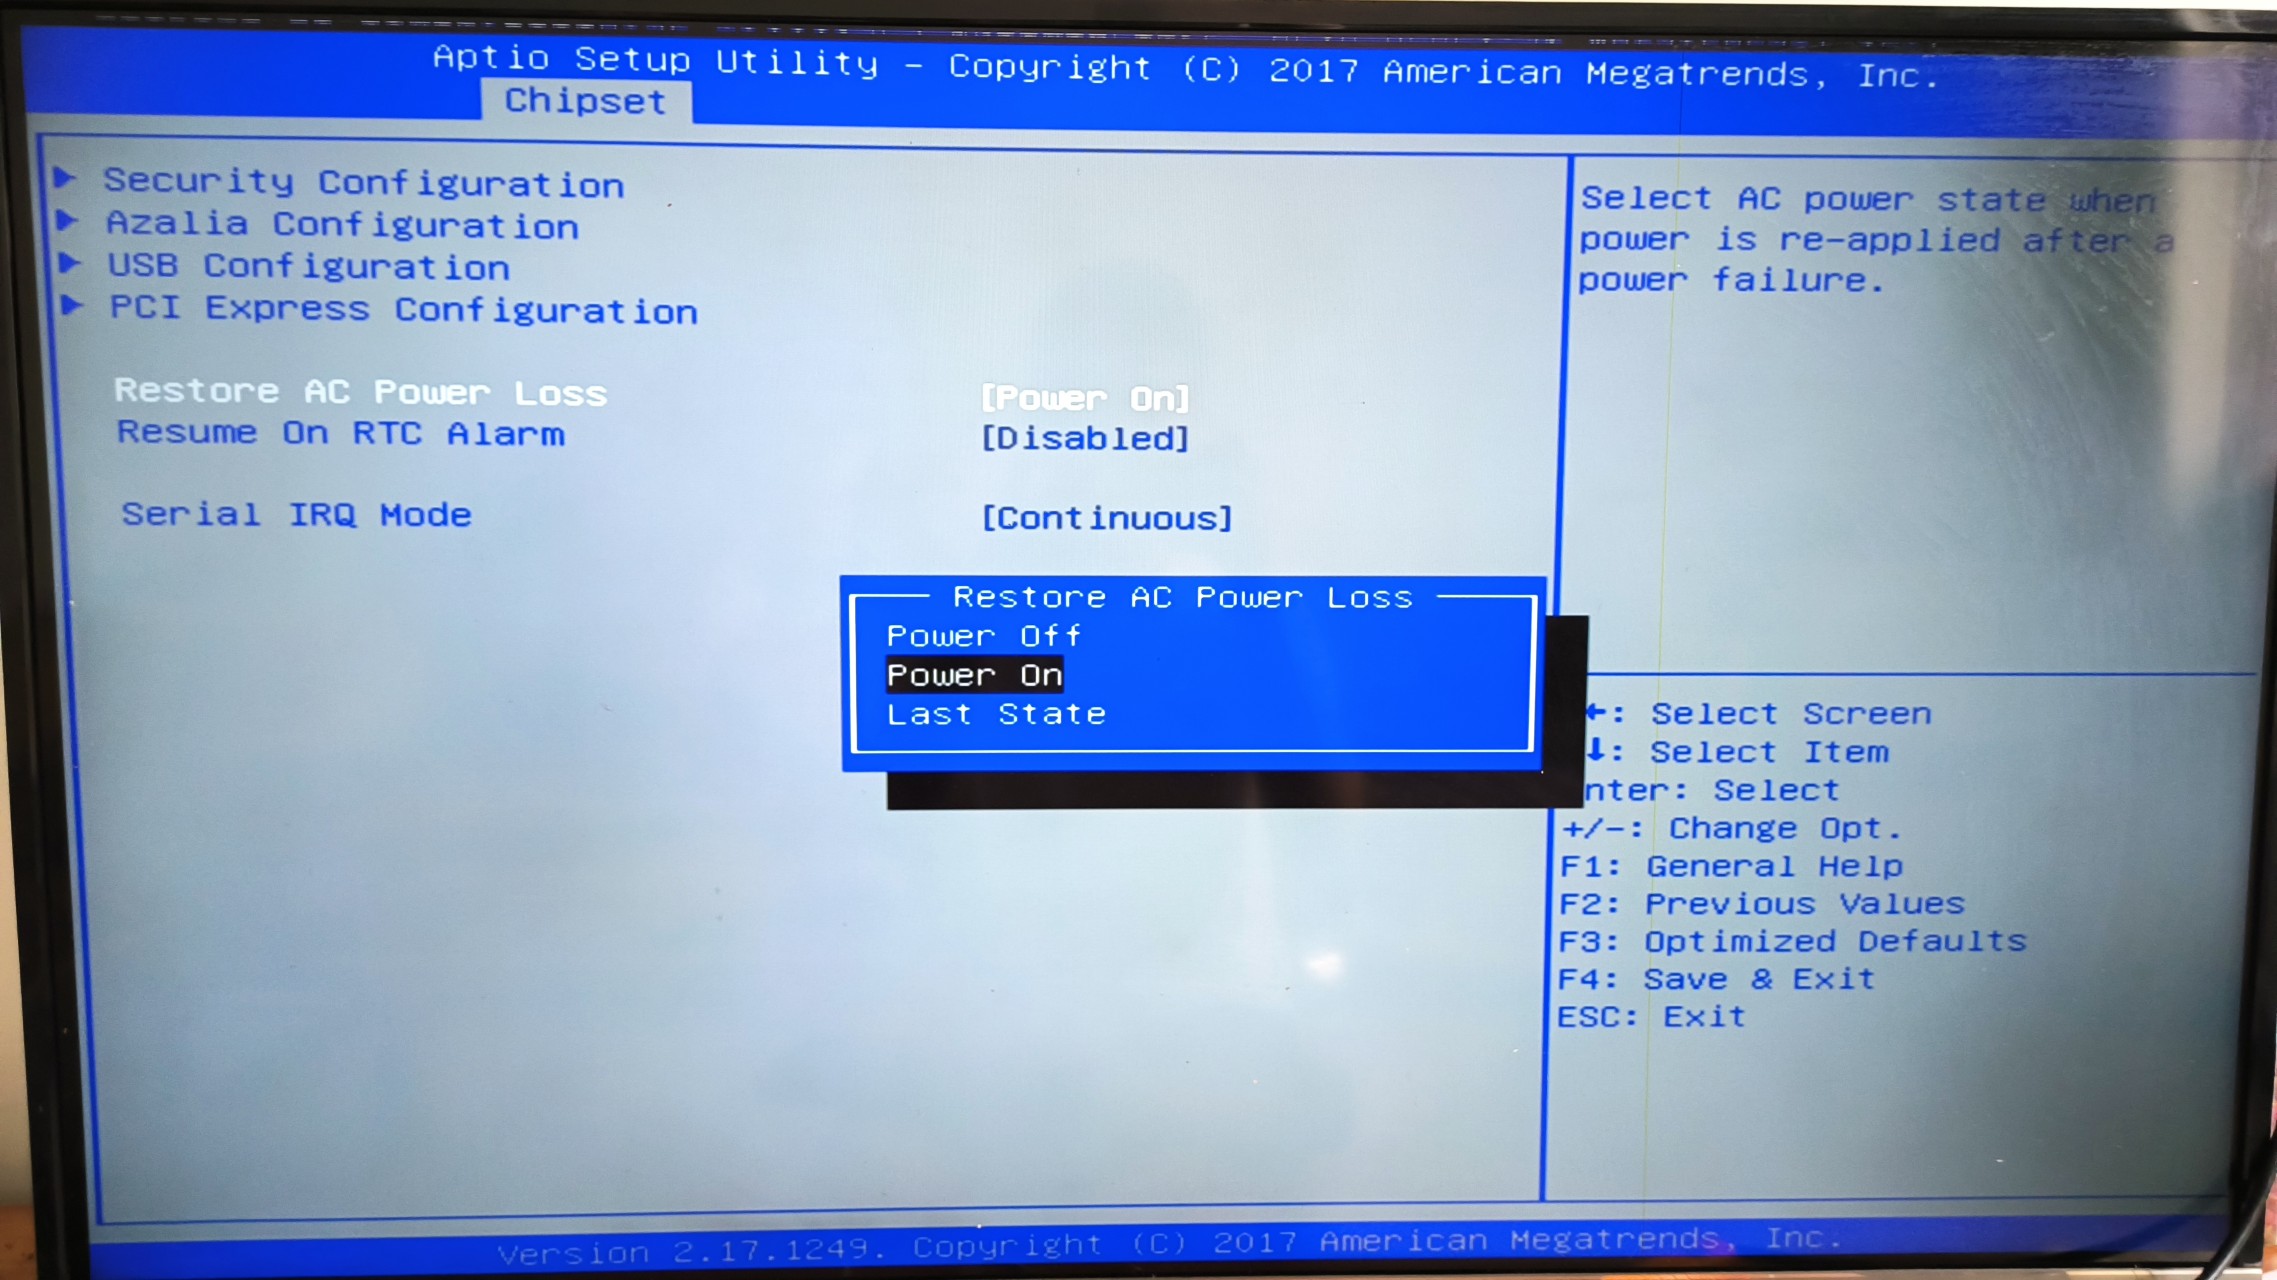 Aptio Setup Utility - Copyright (C) 2017 American Megatrends, Inc.
Chipset
Security Configuration
Azalia Configuration
USB Configuration
PCI Express Configuration
Restore AC Power Loss [Power On]
Resume On RTC Alarm [Disabled]
Serial IRQ Mode [Continuous]
Restore AC Power Loss
Power Off
Power On
Last State
Select AC power state when
power is re-applied after a
power failure.
←: Select Screen
↓: Select Item
nter: Select
+/-: Change Opt.
F1: General Help
F2: Previous Values
F3: Optimized Defaults
F4: Save & Exit
ESC: Exit
Version 2.17.1249. Copyright (C) 2017 American Megatrends, Inc.